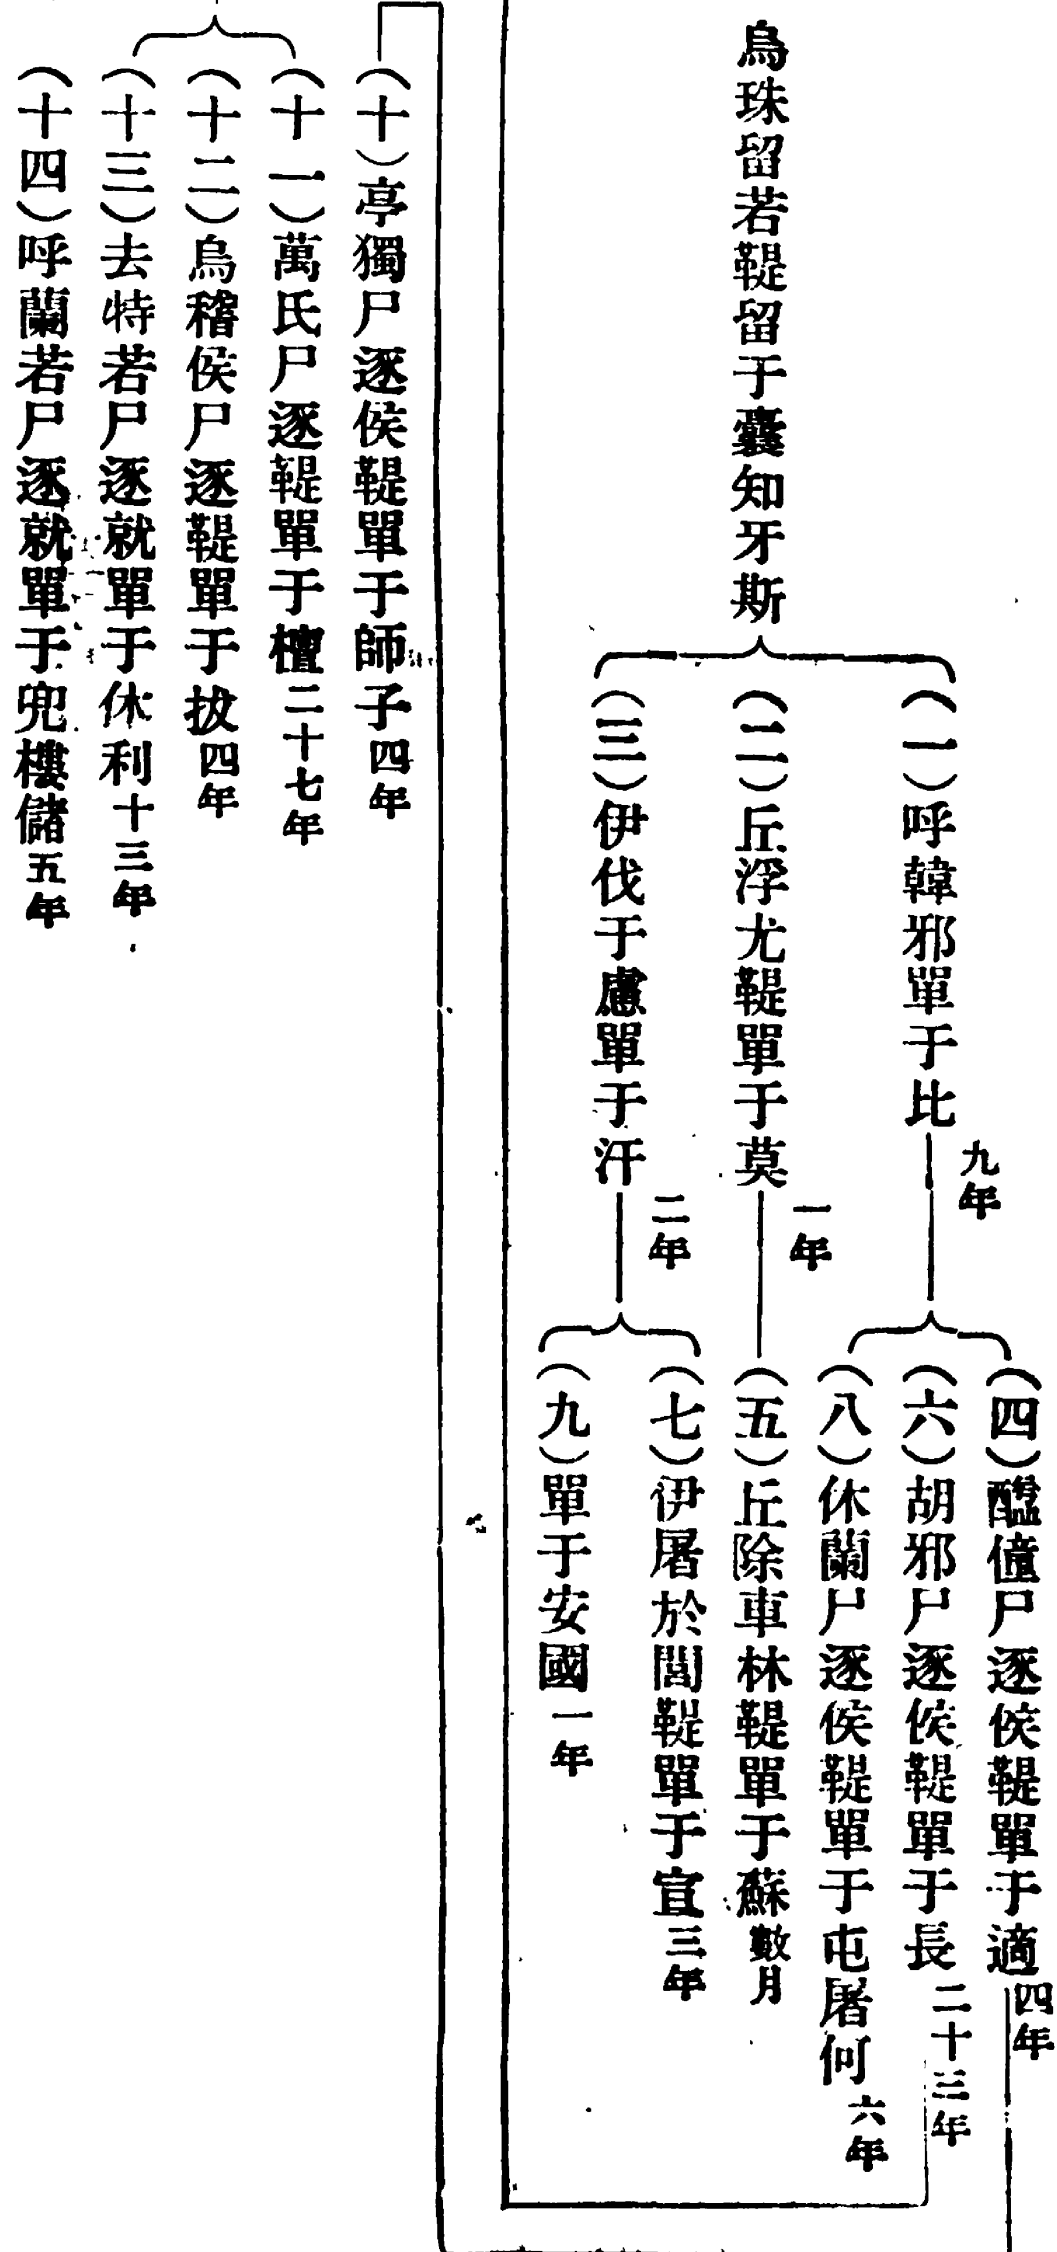 烏珠留若鞮留于囊知牙斯
（一）呼韓邪單于比 九年
（二）丘浮尤鞮單于莫 一年
（三）伊伐于慮單于汗 二年
（四）醢僮尸逐侯鞮單于適 四年
（六）胡邪尸逐侯鞮單于長 二十三年
（八）休蘭尸逐侯鞮單于屯屠何 六年
（五）丘除車林鞮單于蘇 數月
（七）伊屠於閭鞮單于宣 三年
（九）單于安國 一年
（十）亭獨尸逐侯鞮單于師子 四年
（十一）萬氏尸逐鞮單于檀 二十七年
（十二）烏稽侯尸逐鞮單于拔 四年
（十三）去特若尸逐就單于休利 十三年
（十四）呼蘭若尸逐就單于兜樓儲 五年